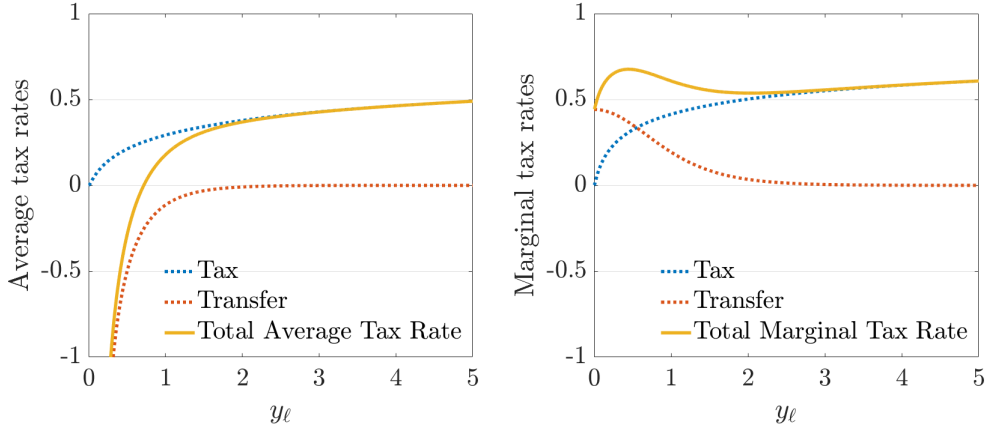 Average tax rates
1
0.5
0
-0.5
-1
0 1 2 3 4 5
yℓ
Tax
Transfer
Total Average Tax Rate
Marginal tax rates
1
0.5
0
-0.5
-1
0 1 2 3 4 5
yℓ
Tax
Transfer
Total Marginal Tax Rate